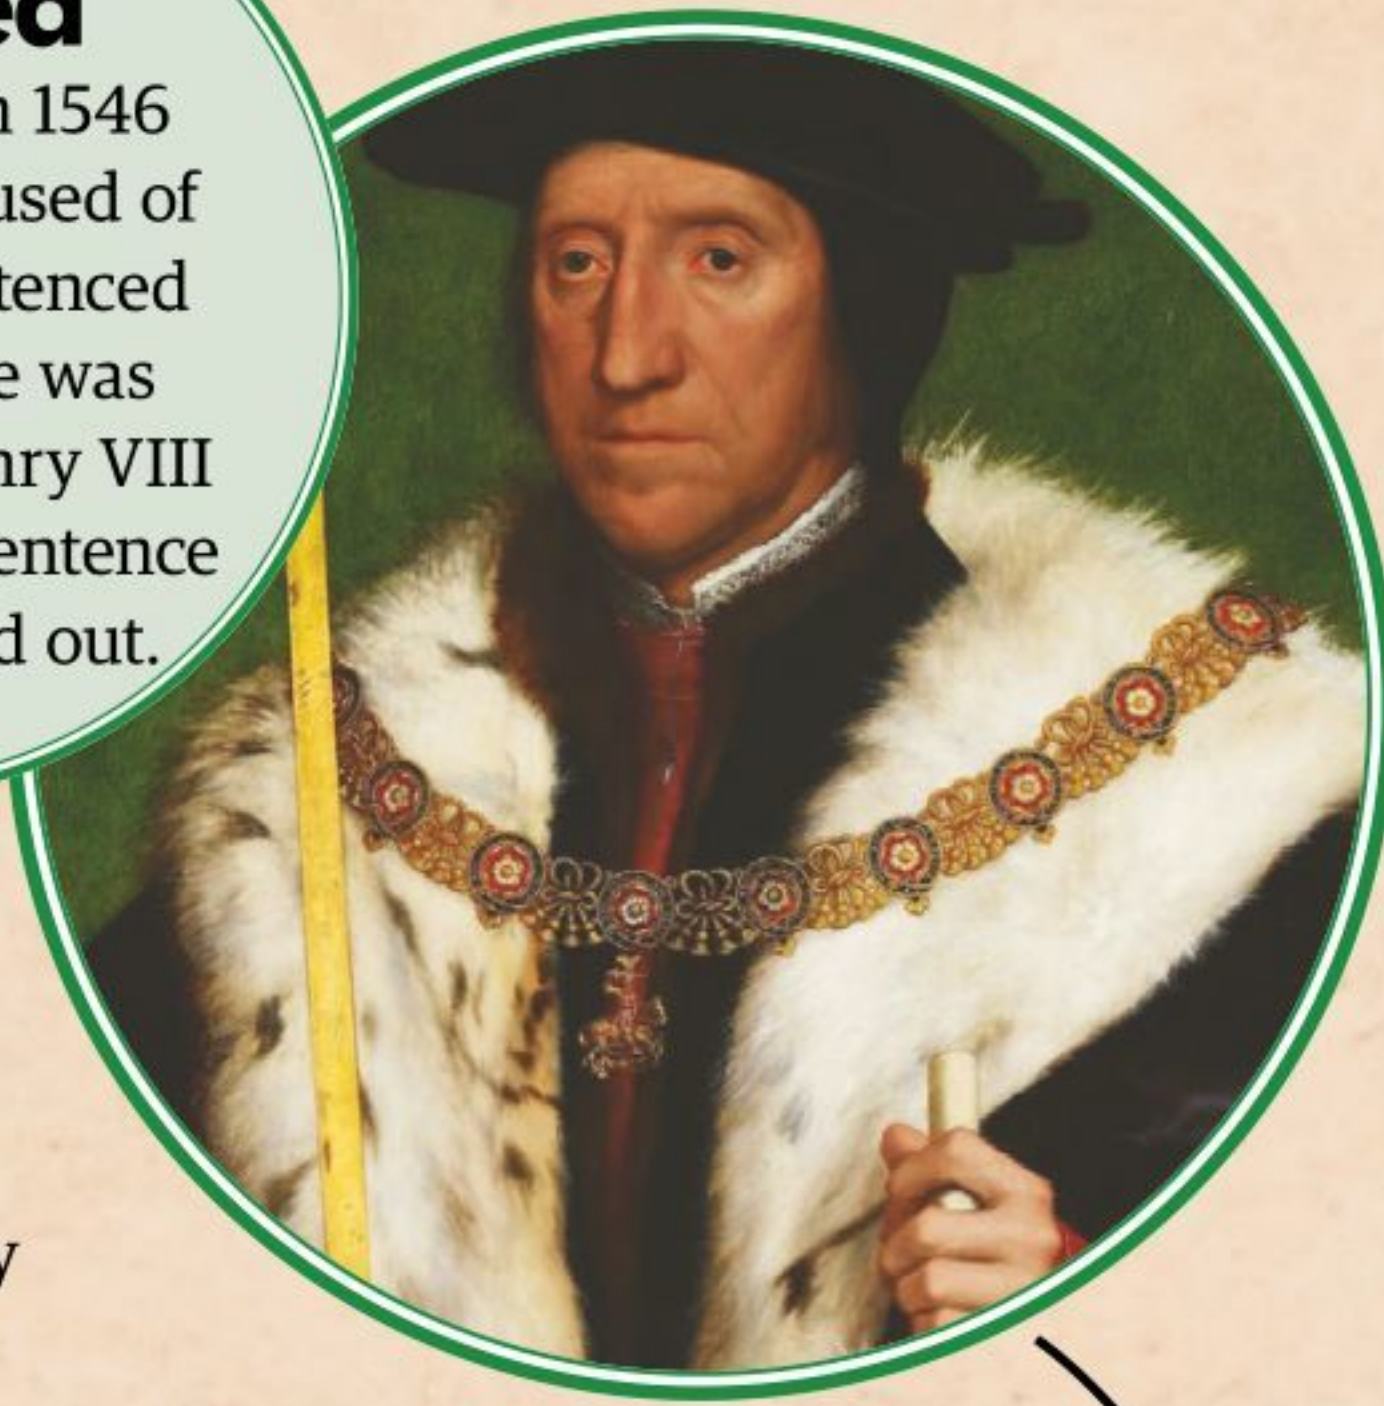 ed
n 1546
used of
tenced
e was
nry VIII
entence
d out.
y